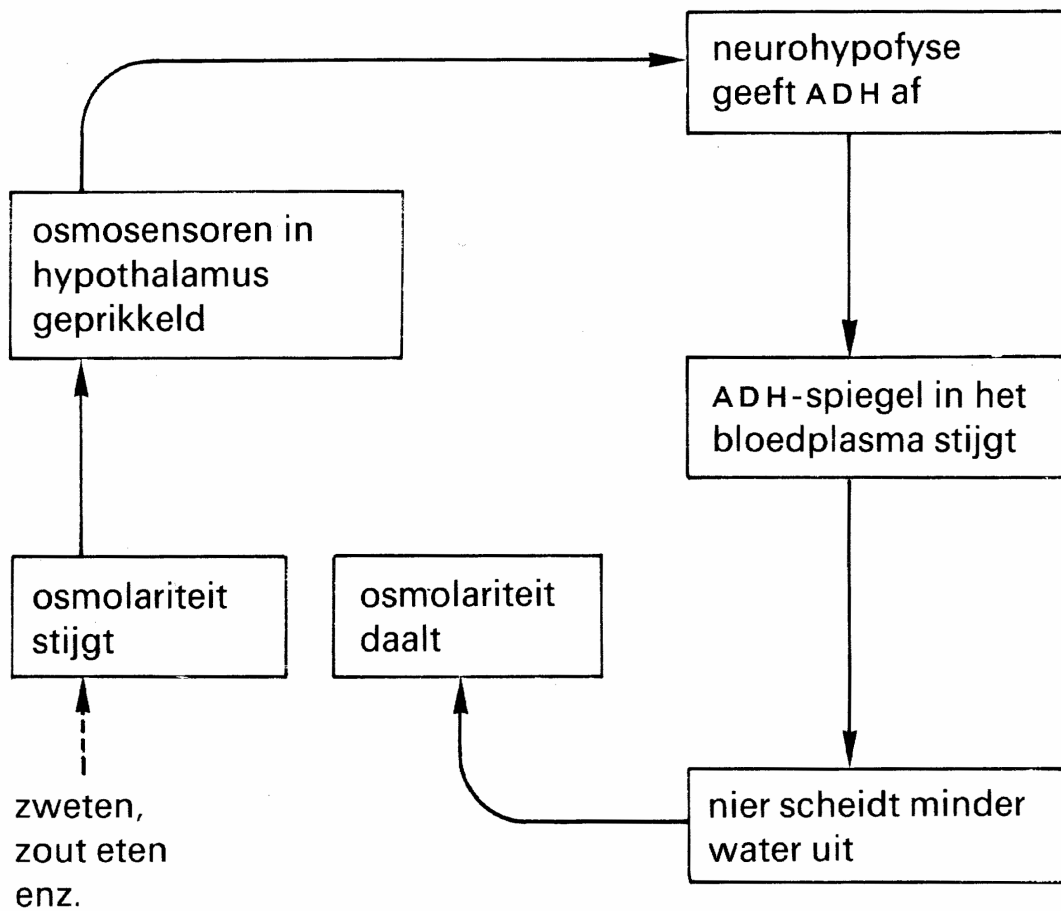 neurohypofyse
geeft ADH af
osmosensoren in
hypothalamus
geprikkeld
ADH-spiegel in het
bloedplasma stijgt
osmolariteit
stijgt
osmolariteit
daalt
zweten,
zout eten
enz.
nier scheidt minder
water uit